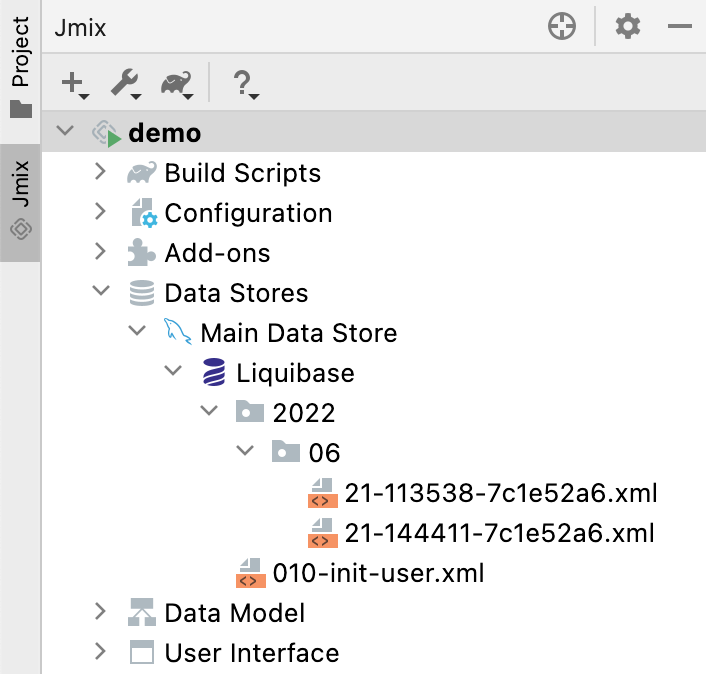 Project
Jmix
Jmix
demo
Build Scripts
Configuration
Add-ons
Data Stores
Main Data Store
Liquibase
2022
06
21-113538-7c1e52a6.xml
21-144411-7c1e52a6.xml
010-init-user.xml
Data Model
User Interface